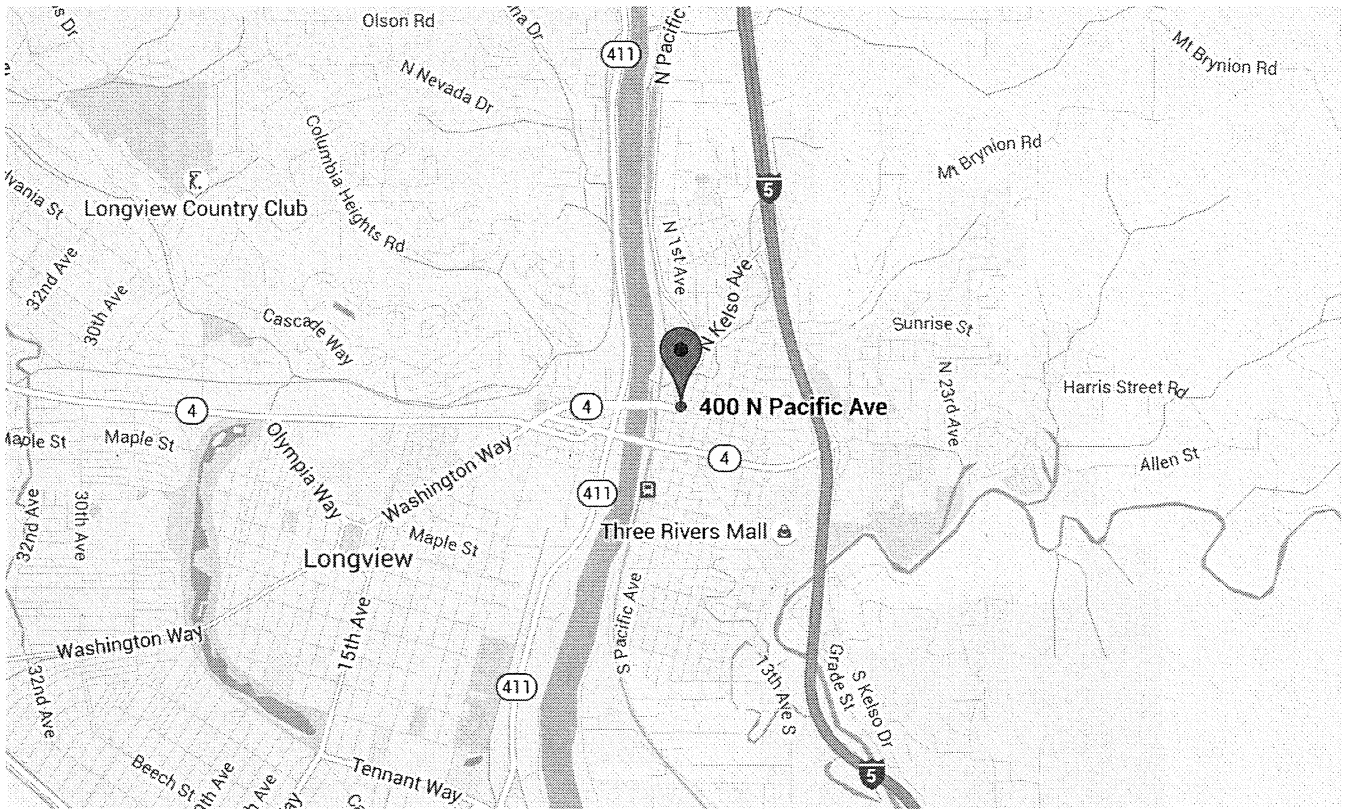 Olson Rd
N Pacific
411
N Nevada Dr
Mt Brynion Rd
Columbia Heights Rd
Mt Brynion Rd
5
Longview Country Club
32nd Ave
30th Ave
N 1st Ave
N Kelso Ave
Cascade Way
Sunrise St
N 23rd Ave
Harris Street Rd
4
4
400 N Pacific Ave
Maple St
Maple St
Olympia Way
Washington Way
4
Allen St
32nd Ave
30th Ave
411
Maple St
Three Rivers Mall
Longview
Washington Way
15th Ave
S Pacific Ave
32nd Ave
411
13th Ave S
Grade St
S Kelso Dr
Beech St
Tennant Way
5